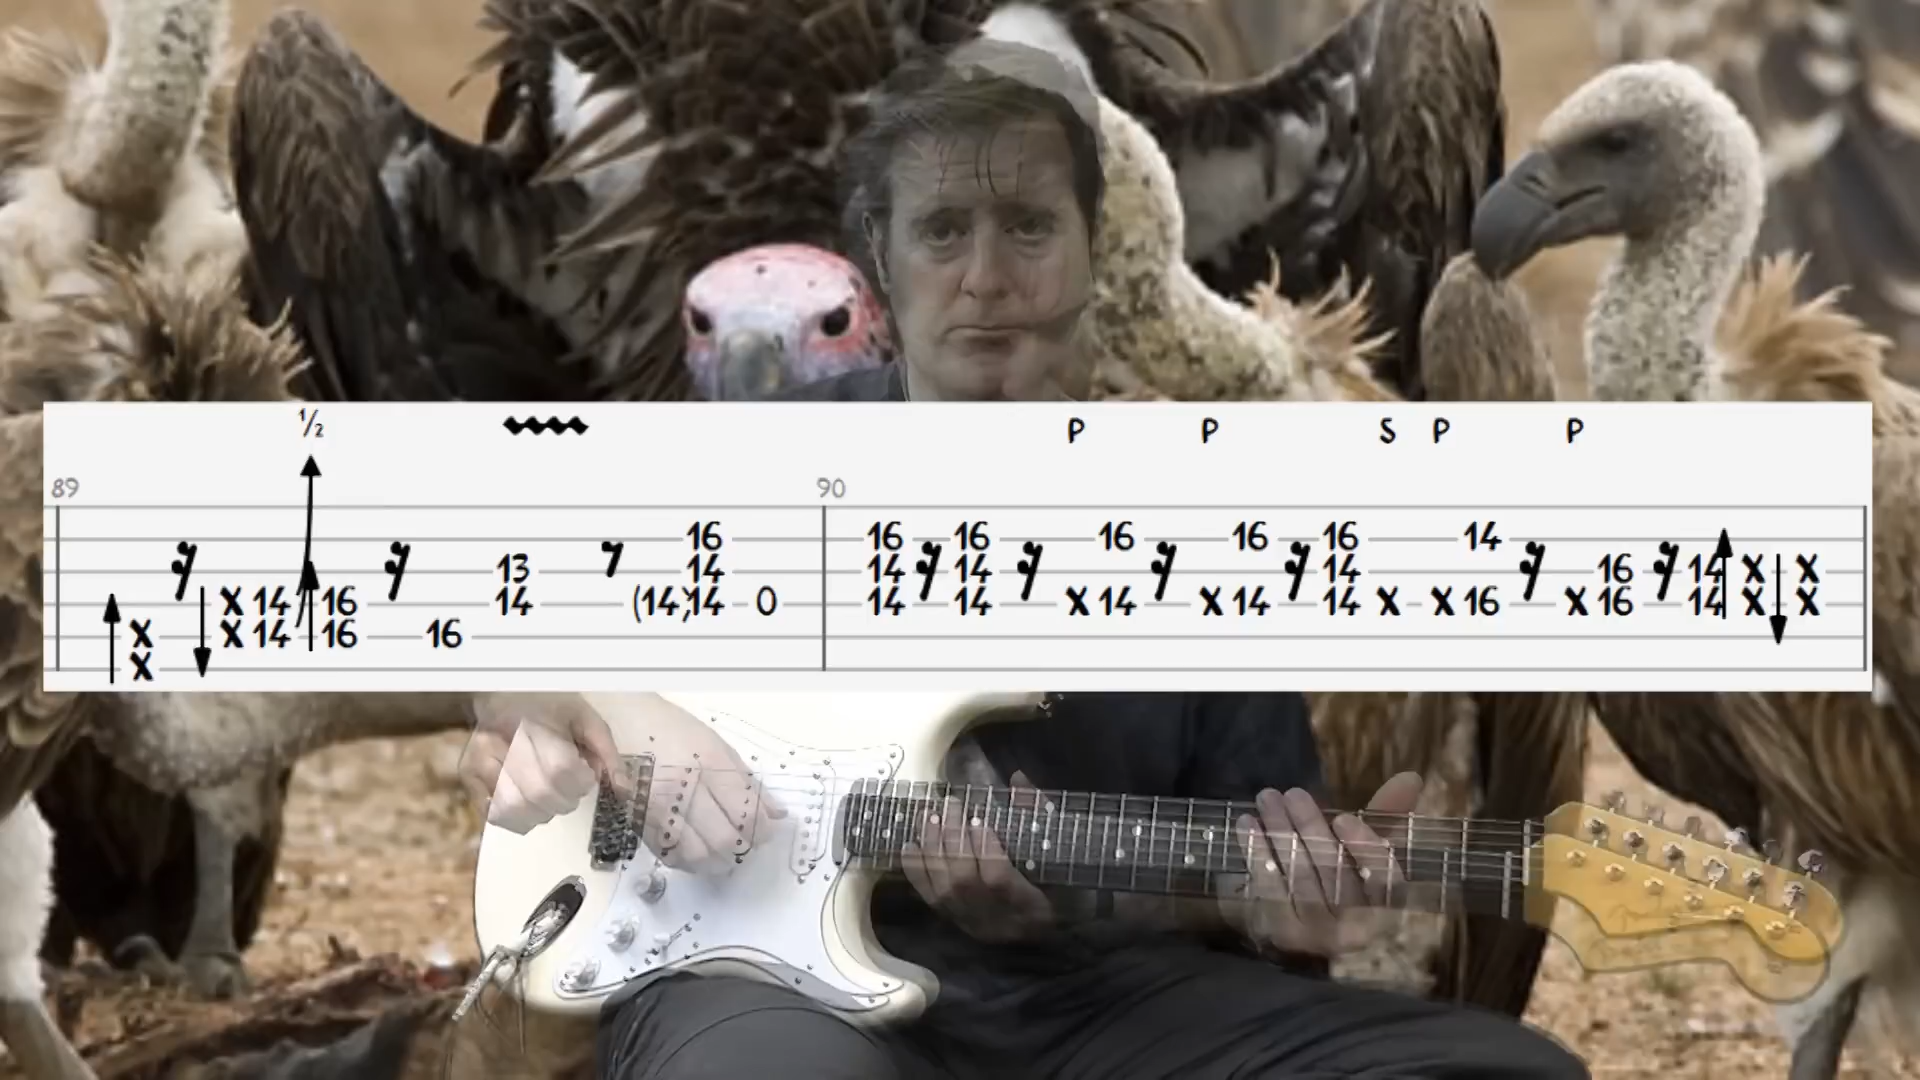 ½
P P S P P
89 90
16 16 16 16 16 16 14
13 14 14 14 14 16 14 X X
X 14 16 14 (14) 14 0 14 14 X 14 X 14 14 X X 16 X 16 14 X X
X X 14 16 16
X